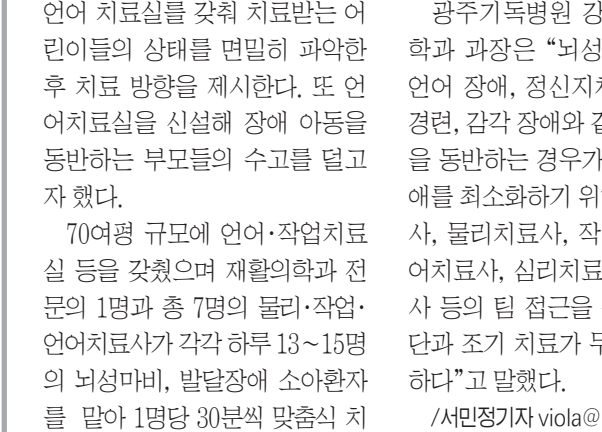 언어 치료실를 갖춰 치료받는 어
린이들의 상태를 면밀히 파악한
후 치료 방향을 제시한다. 또 언
어치료실을 신설해 장애 아동을
동반하는 부모들의 수고를 덜고
자 했다.
70여평 규모에 언어·작업치료
실 등을 갖췄으며 재활의학과 전
문의 1명과 총 7명의 물리·작업·
언어치료사가 각각 하루 13~15명
의 뇌성마비, 발달장애 소아환자
를 맡아 1명당 30분씩 맞춤식 치
광주기독병원 강
학과 과장은 “뇌성
언어 장애, 정신지
경련, 감각 장애와
을 동반하는 경우가
애를 최소화하기 위
사, 물리치료사, 작
어치료사, 심리치료
사 등의 팀 접근을
단과 조기 치료가
하다”고 말했다.
/서민정기자 viola@